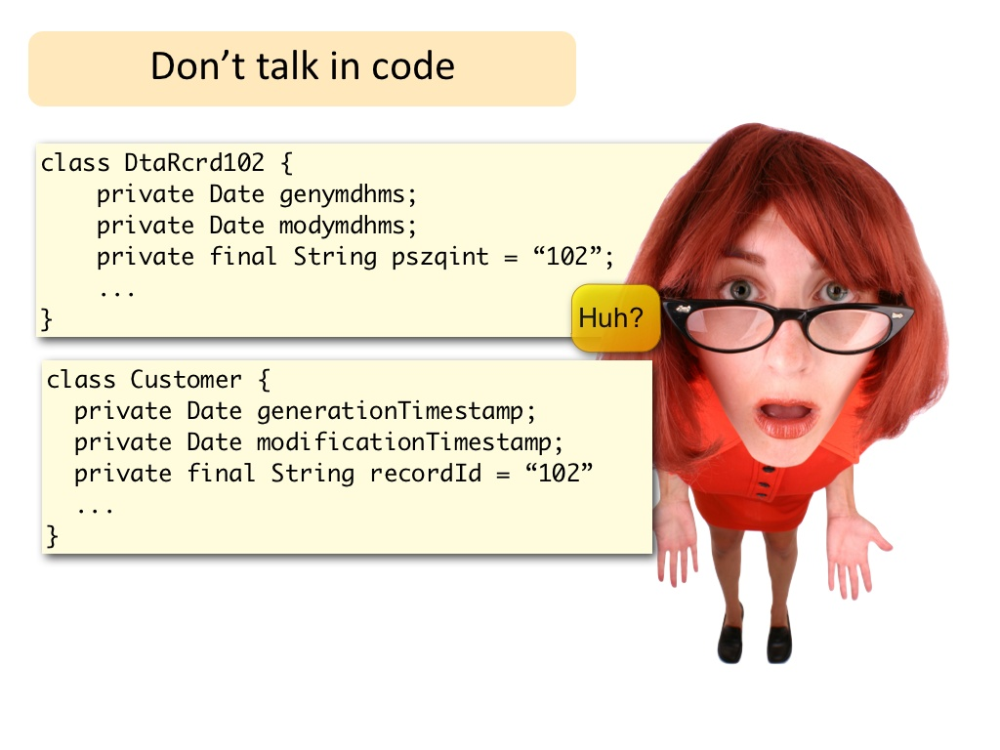 Don’t talk in code
class DtaRcrd102 {
    private Date genymdhms;
    private Date modymdhms;
    private final String pszqint = “102”;
    ...
}
Huh?
class Customer {
  private Date generationTimestamp;
  private Date modificationTimestamp;
  private final String recordId = “102”
  ...
}